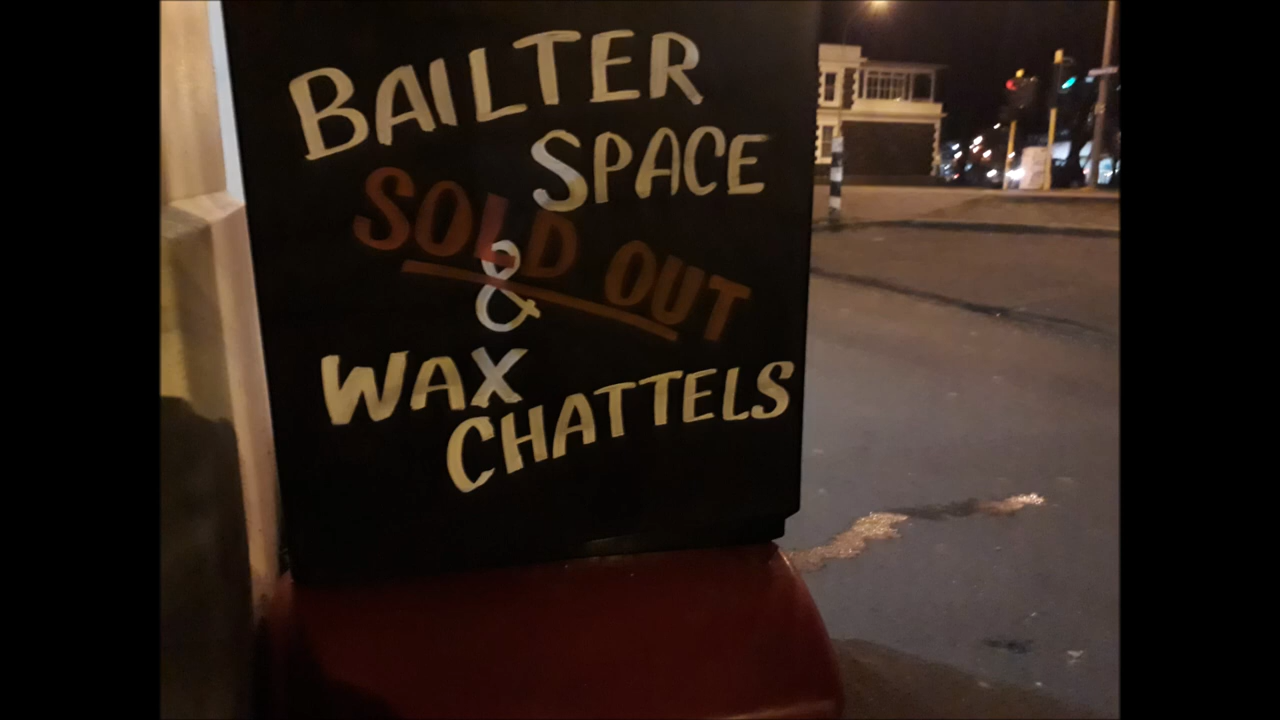 BAILTER
SPACE
SOLD OUT
&
WAX
CHATTELS